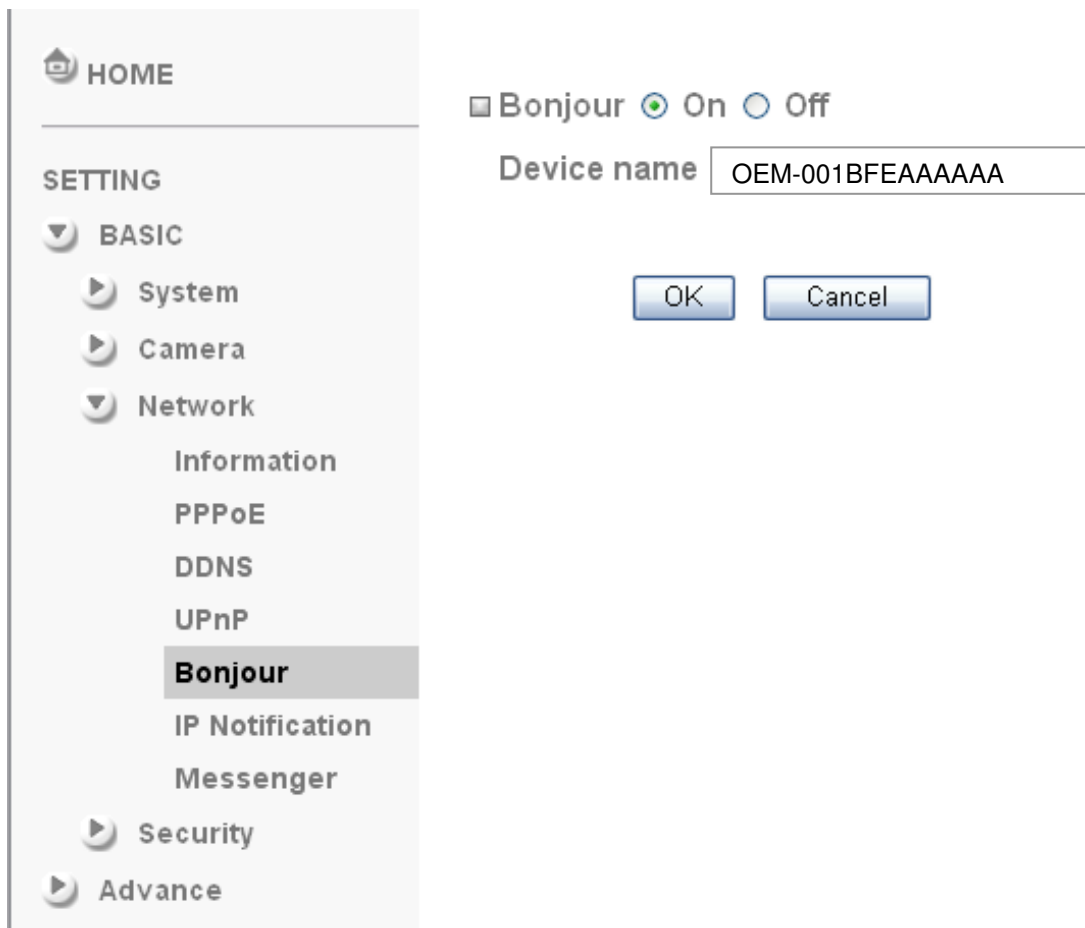 HOME
SETTING
BASIC
System
Camera
Network
Information
PPPoE
DDNS
UPnP
Bonjour
IP Notification
Messenger
Security
Advance
Bonjour On Off
Device name OEM-001BFEAAAAAA
OK Cancel